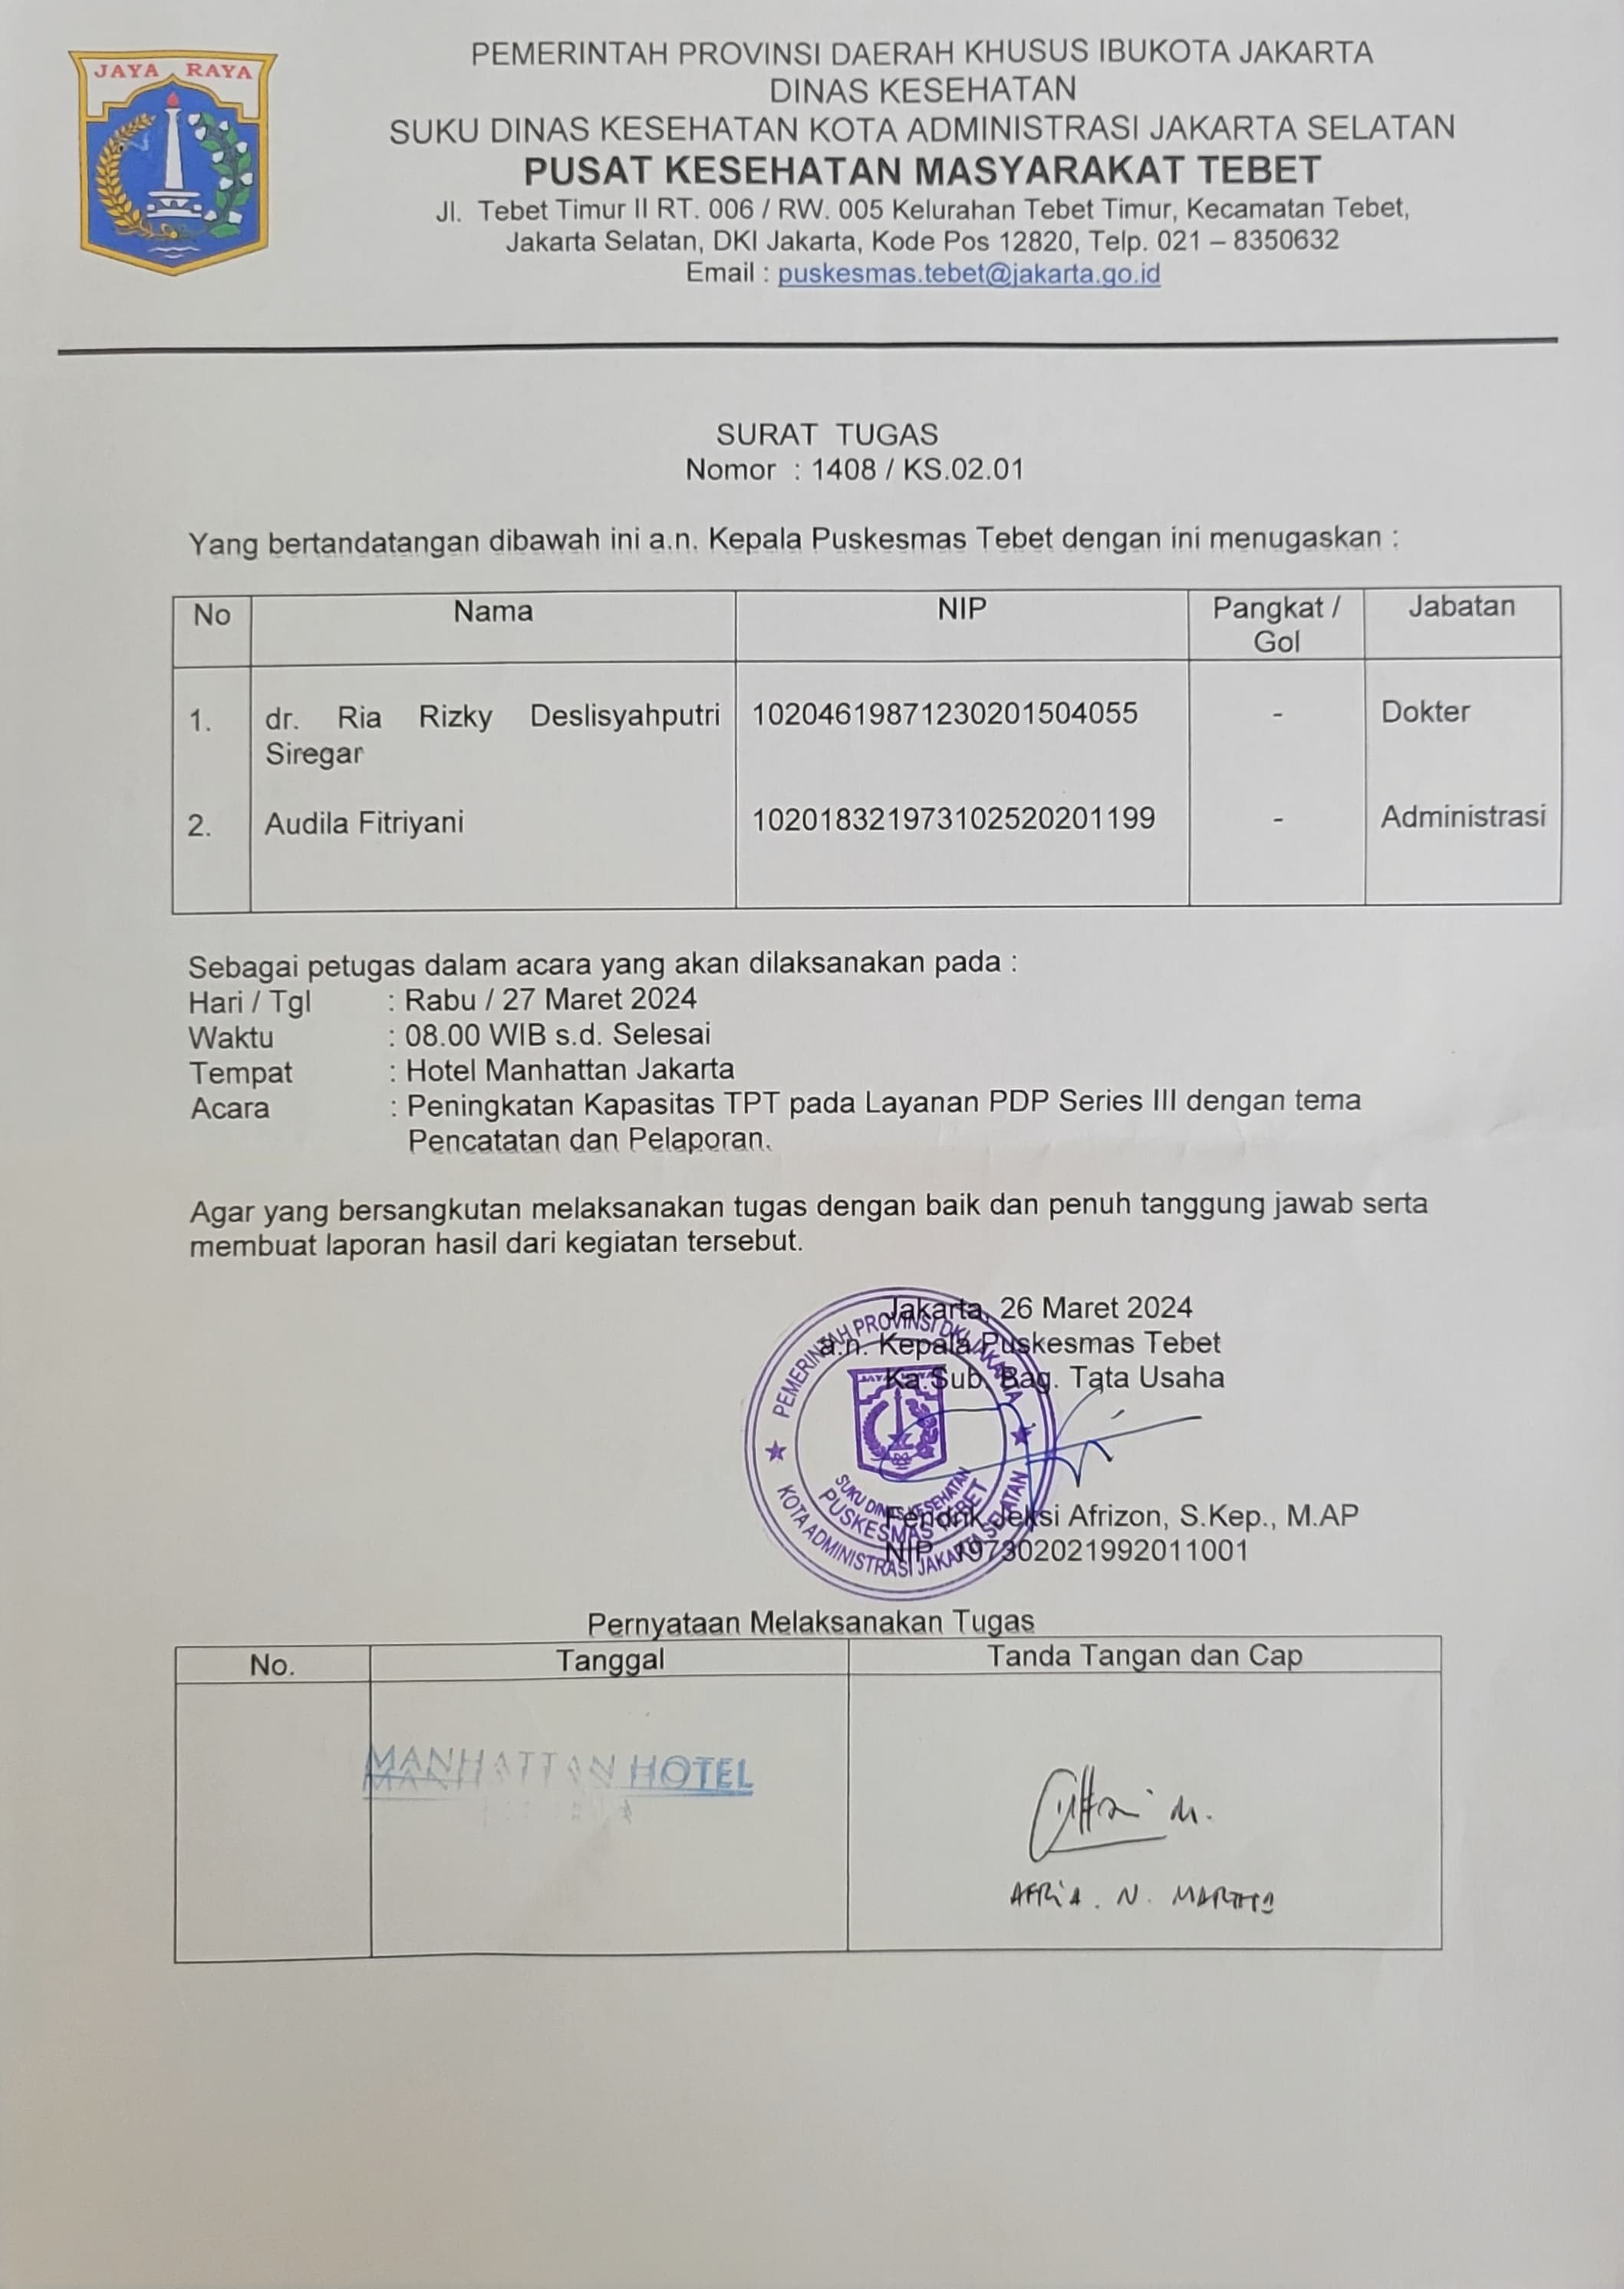 JAYA RAYA
PEMERINTAH PROVINSI DAERAH KHUSUS IBUKOTA JAKARTA
DINAS KESEHATAN
SUKU DINAS KESEHATAN KOTA ADMINISTRASI JAKARTA SELATAN
PUSAT KESEHATAN MASYARAKAT TEBET
Jl. Tebet Timur II RT. 006 / RW. 005 Kelurahan Tebet Timur, Kecamatan Tebet,
Jakarta Selatan, DKI Jakarta, Kode Pos 12820, Telp. 021 – 8350632
Email : puskesmas.tebet@jakarta.go.id
SURAT TUGAS
Nomor : 1408 / KS.02.01
Yang bertandatangan dibawah ini a.n. Kepala Puskesmas Tebet dengan ini menugaskan :
No Nama NIP Pangkat / Gol Jabatan
1. dr. Ria Rizky Deslisyahputri Siregar 10204619871230201504055 - Dokter
2. Audila Fitriyani 102018321973102520201199 - Administrasi
Sebagai petugas dalam acara yang akan dilaksanakan pada :
Hari / Tgl : Rabu / 27 Maret 2024
Waktu : 08.00 WIB s.d. Selesai
Tempat : Hotel Manhattan Jakarta
Acara : Peningkatan Kapasitas TPT pada Layanan PDP Series III dengan tema
Pencatatan dan Pelaporan.
Agar yang bersangkutan melaksanakan tugas dengan baik dan penuh tanggung jawab serta
membuat laporan hasil dari kegiatan tersebut.
Jakarta, 26 Maret 2024
a.n. Kepala Puskesmas Tebet
Ka.Sub. Bag. Tata Usaha
PEMERINTAH PROVINSI DKI JAKARTA
SUKU DINAS KESEHATAN
PUSKESMAS TEBET
KOTA ADMINISTRASI JAKARTA SELATAN
Fendrik Jeksi Afrizon, S.Kep., M.AP
NIP. 197302021992011001
Pernyataan Melaksanakan Tugas
No. Tanggal Tanda Tangan dan Cap
MANHATTAN HOTEL
AFRIA. N.